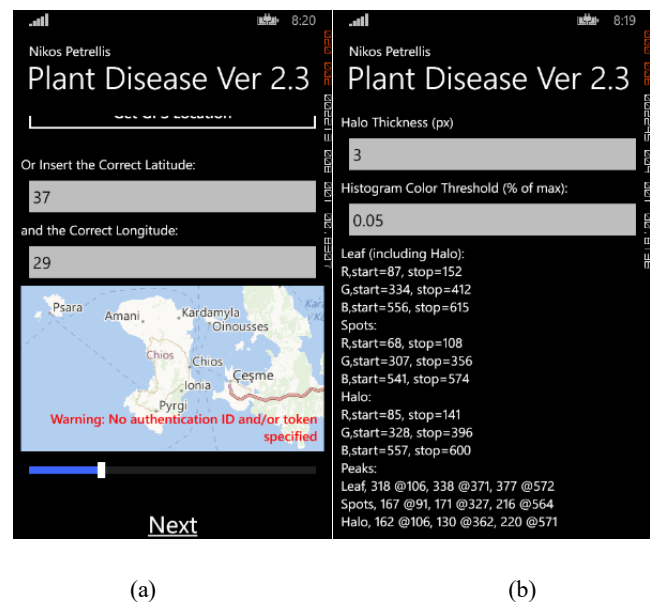 8:20
Nikos Petrellis
Plant Disease Ver 2.3
Get GPS Location
Or Insert the Correct Latitude:
37
and the Correct Longitude:
29
Psara
Amani
Kardamyla
Oinousses
Chios
Chios
Çeşme
Ionia
Pyrgi
Warning: No authentication ID and/or token
specified
Next
(a)
8:19
Nikos Petrellis
Plant Disease Ver 2.3
Halo Thickness (px)
3
Histogram Color Threshold (% of max):
0.05
Leaf (including Halo):
R,start=87, stop=152
G,start=334, stop=412
B,start=556, stop=615
Spots:
R,start=68, stop=108
G,start=307, stop=356
B,start=541, stop=574
Halo:
R,start=85, stop=141
G,start=328, stop=396
B,start=557, stop=600
Peaks:
Leaf, 318 @106, 338 @371, 377 @572
Spots, 167 @91, 171 @327, 216 @564
Halo, 162 @106, 130 @362, 220 @571
(b)